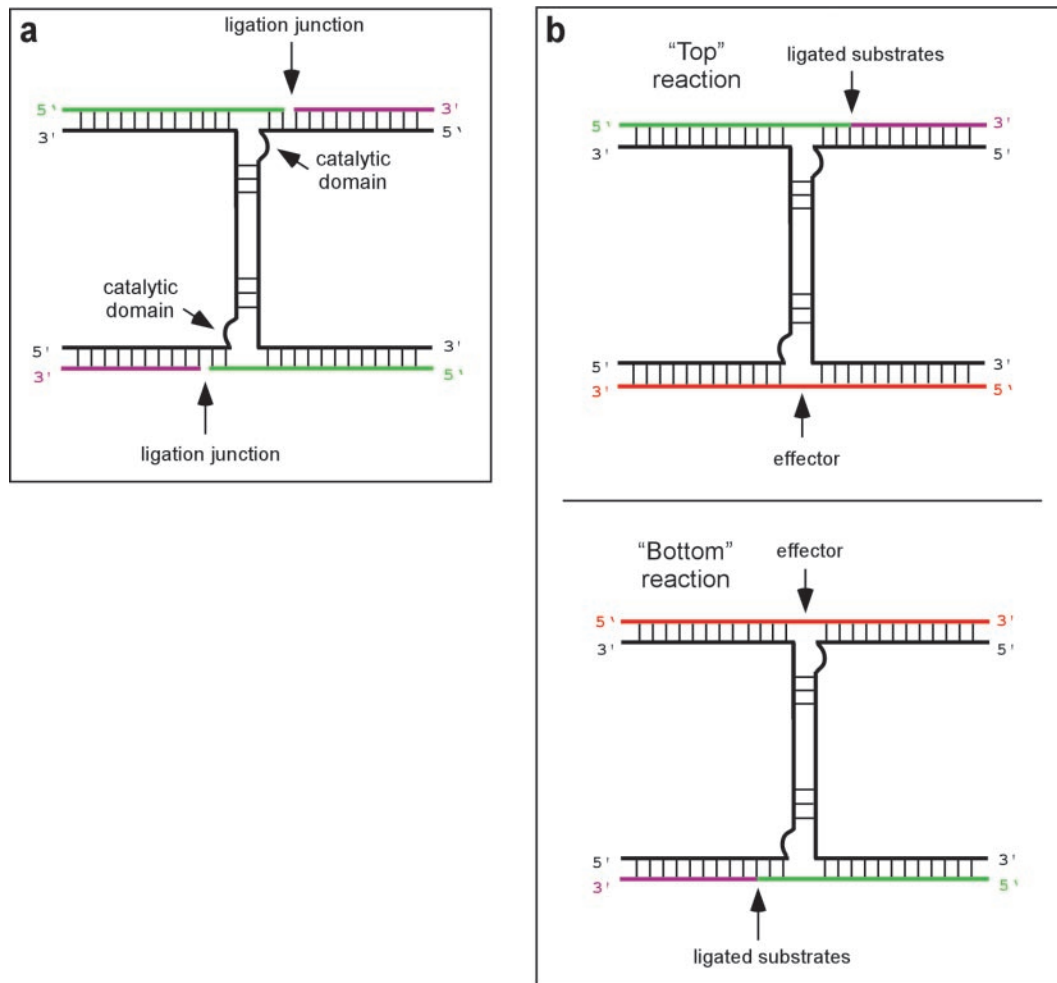 a
ligation junction
5' 3'
3' 5'
catalytic
domain
catalytic
domain
5' 3'
3' 5'
ligation junction
b
“Top”
reaction
ligated substrates
5' 3'
3' 5'
5' 3'
3' 5'
effector
“Bottom”
reaction
effector
5' 3'
3' 5'
5' 3'
3' 5'
ligated substrates